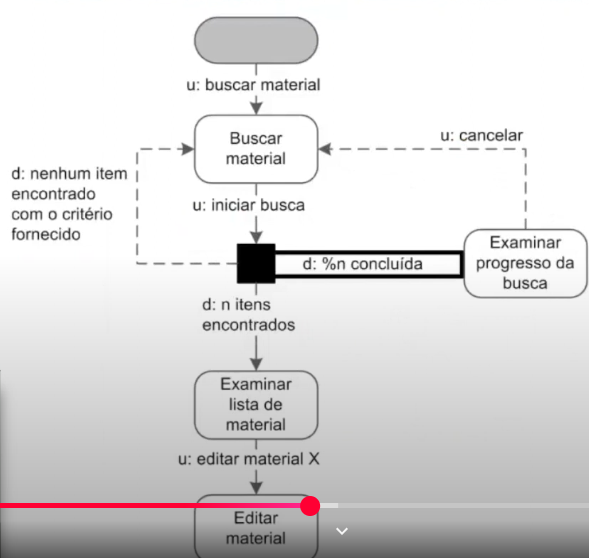 u: buscar material
Buscar
material
u: cancelar
d: nenhum item
encontrado
com o critério
fornecido
u: iniciar busca
d: %n concluída
Examinar
progresso da
busca
d: n itens
encontrados
Examinar
lista de
material
u: editar material X
Editar
material